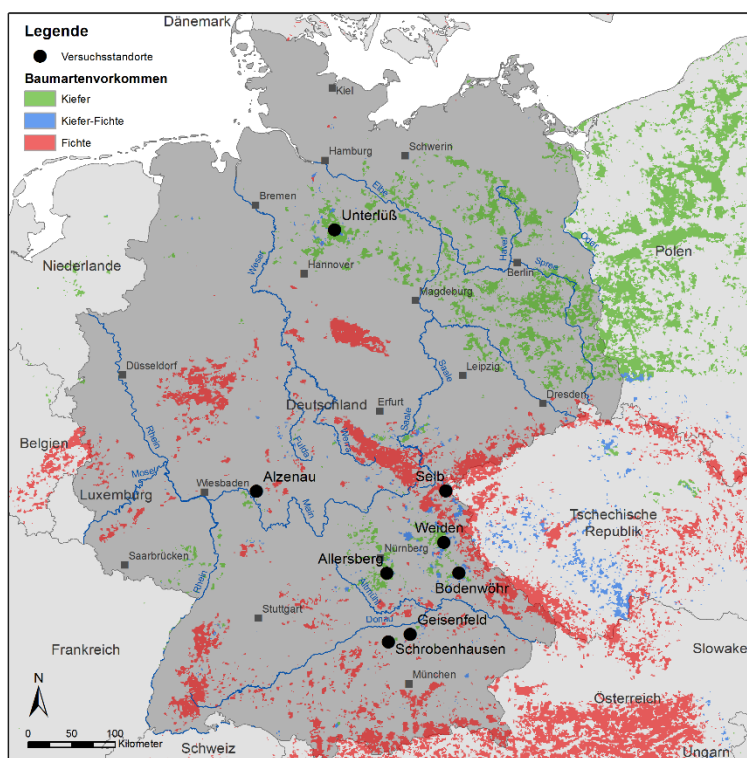 Dänemark
Legende
Versuchsstandorte
Baumartenvorkommen
Kiefer
Kiefer-Fichte
Fichte
Kiel
Hamburg
Schwerin
Elbe
Bremen
Unterlüß
Weser
Havel
Oder
Polen
Niederlande
Hannover
Berlin
Spree
Magdeburg
Düsseldorf
Saale
Leipzig
Deutschland
Erfurt
Dresden
Rhein
Fulda
Werra
Saale
Belgien
Mosel
Wiesbaden
Alzenau
Selb
Luxemburg
Main
Tschechische
Republik
Weiden
Saarbrücken
Allersberg
Nürnberg
Rhein
Altmühl
Bodenwöhr
Stuttgart
Donau
Geisenfeld
Frankreich
Schrobenhausen
Slowake
N
München
Österreich
0 50 100
Kilometer
Schweiz
Ungarn